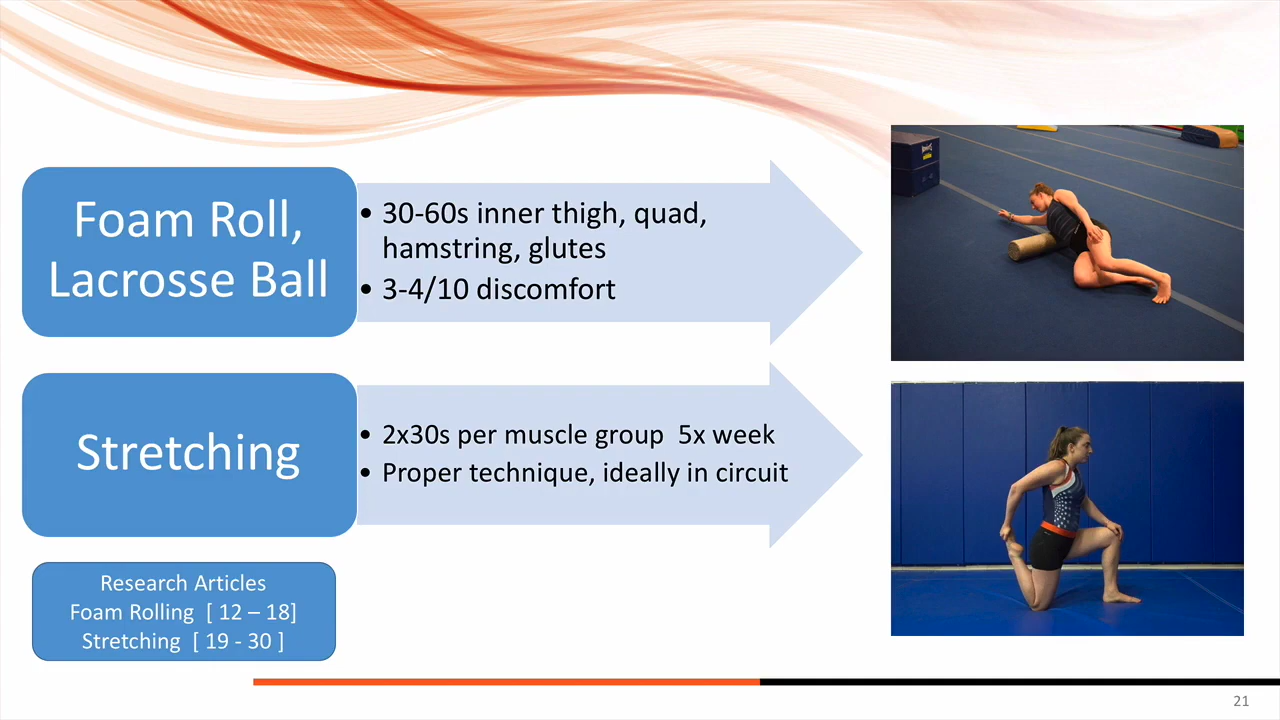 Foam Roll,
Lacrosse Ball
• 30-60s inner thigh, quad,
hamstring, glutes
• 3-4/10 discomfort
Stretching
• 2x30s per muscle group  5x week
• Proper technique, ideally in circuit
Research Articles
Foam Rolling  [ 12 – 18]
Stretching  [ 19 - 30 ]
21